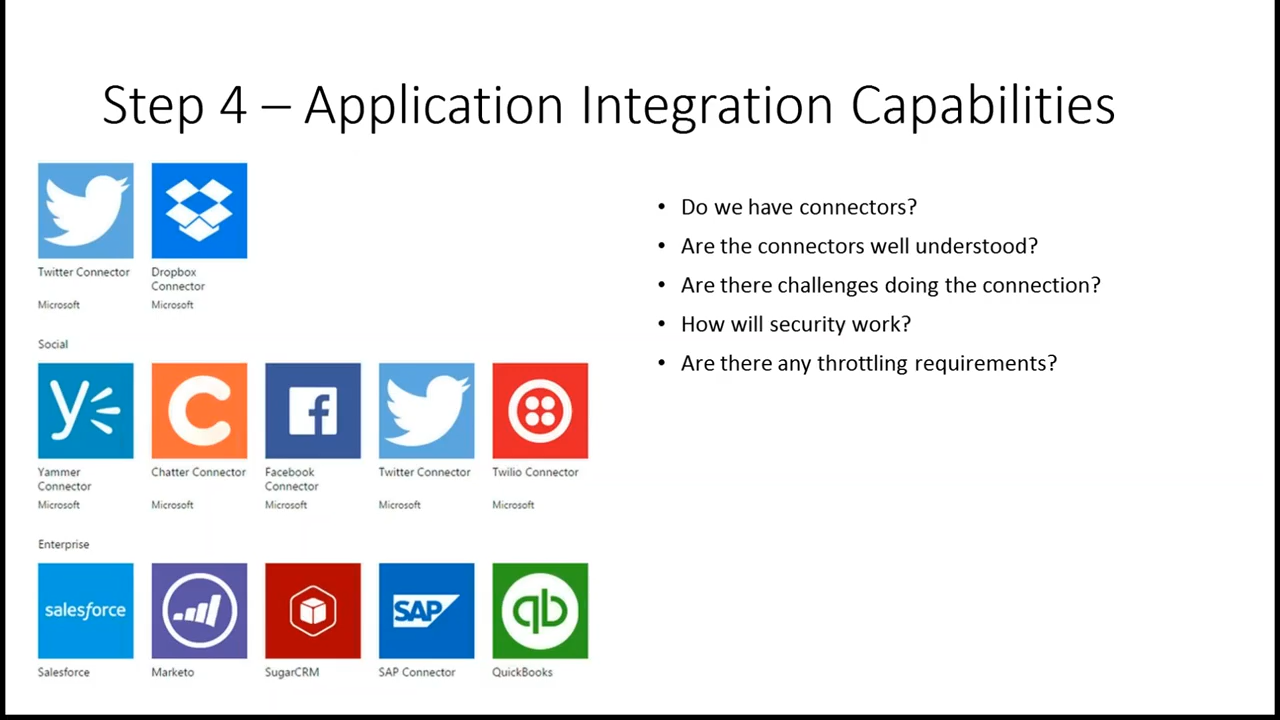 Step 4 – Application Integration Capabilities
Twitter Connector
Microsoft
Dropbox
Connector
Microsoft
Social
Yammer
Connector
Microsoft
Chatter Connector
Microsoft
Facebook
Connector
Microsoft
Twitter Connector
Microsoft
Twilio Connector
Microsoft
Enterprise
salesforce
Salesforce
Marketo
SugarCRM
SAP
SAP Connector
qb
QuickBooks
• Do we have connectors?
• Are the connectors well understood?
• Are there challenges doing the connection?
• How will security work?
• Are there any throttling requirements?